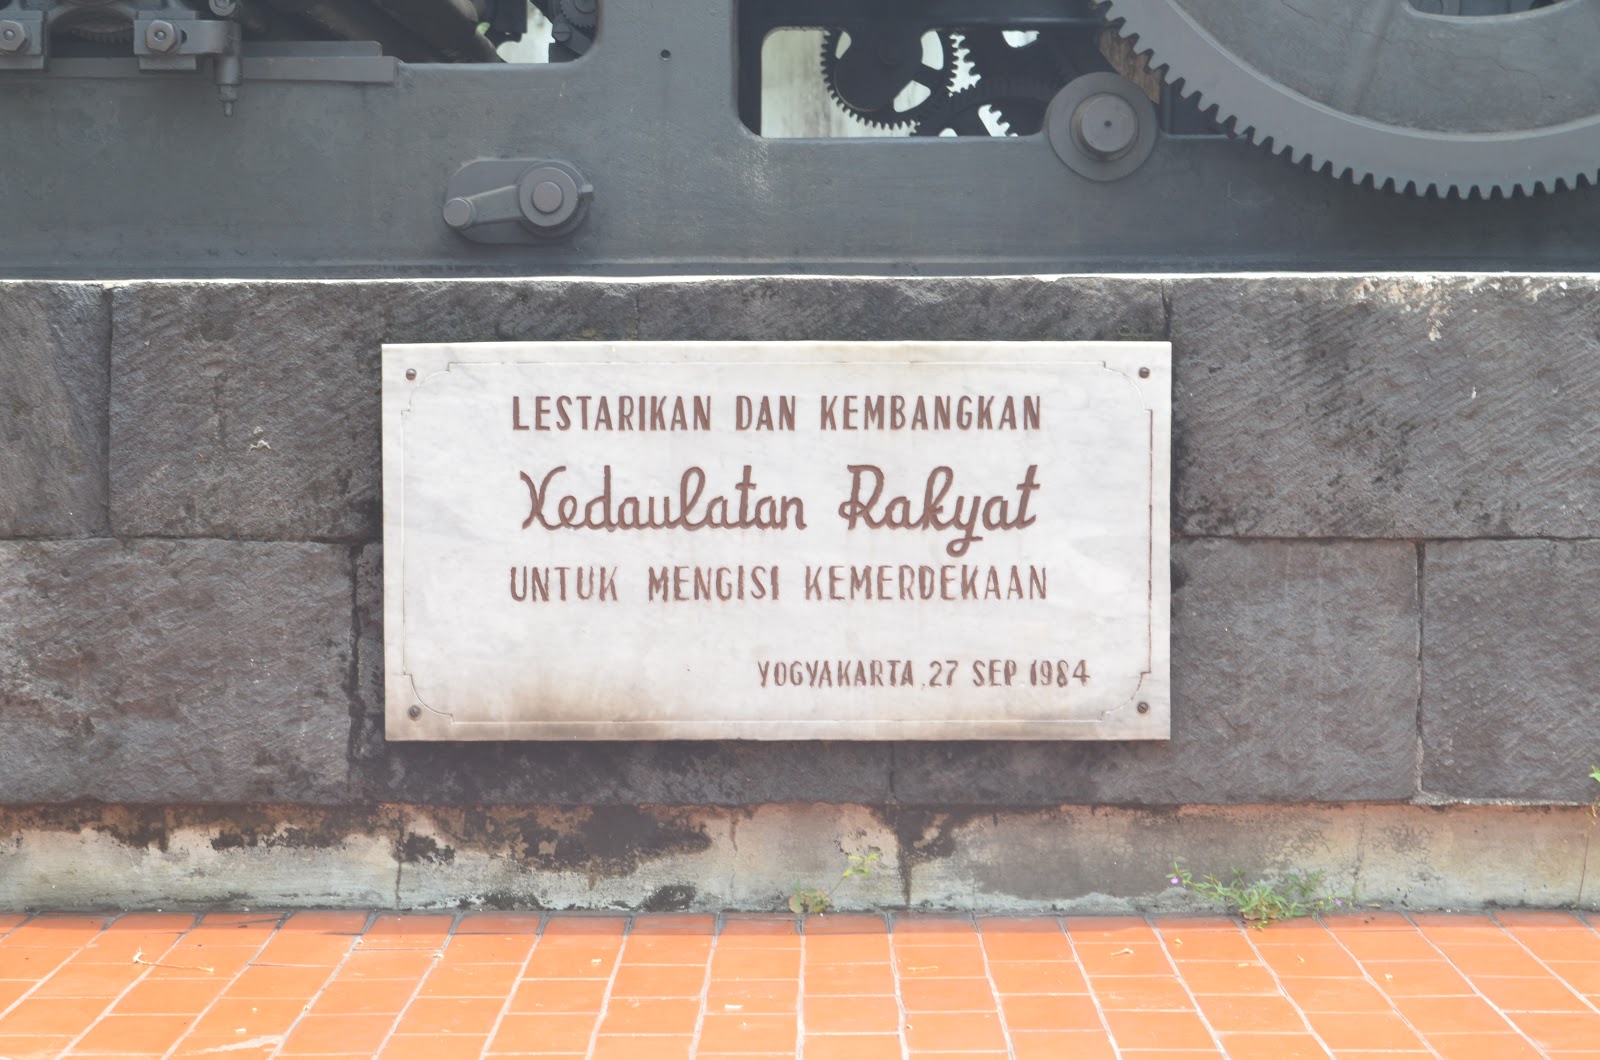 LESTARIKAN DAN KEMBANGKAN
Kedaulatan Rakyat
UNTUK MENGISI KEMERDEKAAN
YOGYAKARTA, 27 SEP 1984